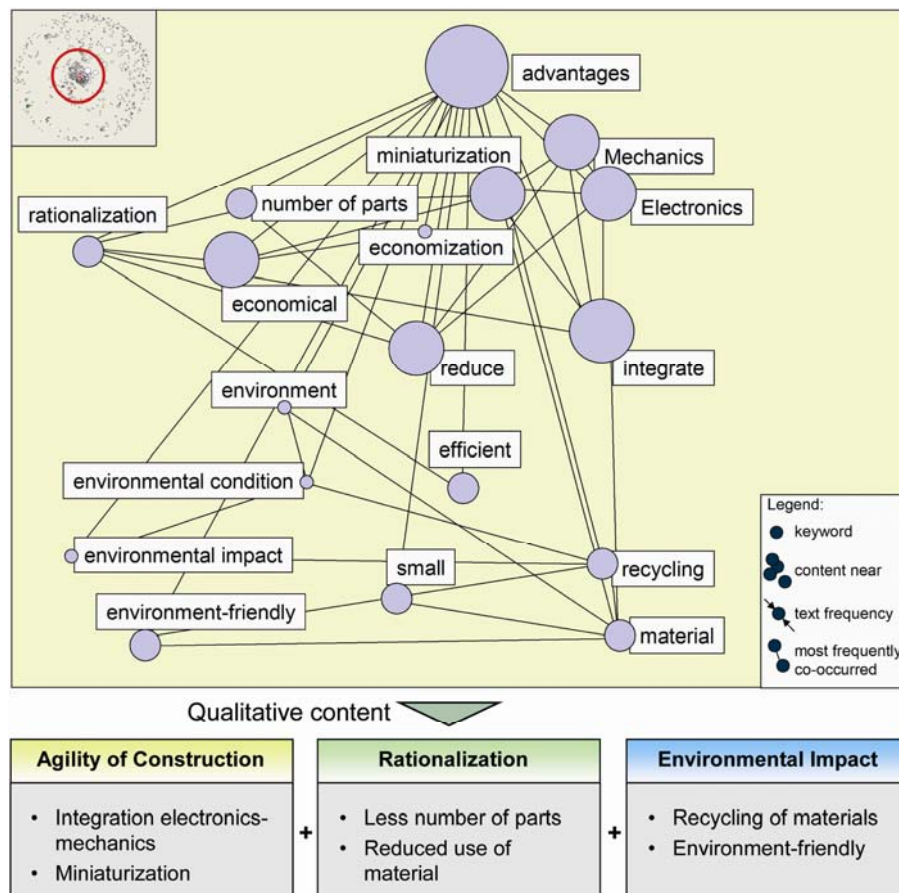 advantages
miniaturization
Mechanics
number of parts
Electronics
rationalization
economization
economical
reduce
integrate
environment
efficient
environmental condition
environmental impact
small
recycling
environment-friendly
material
Legend:
keyword
content near
text frequency
most frequently
co-occurred
Qualitative content
Agility of Construction
• Integration electronics-
mechanics
• Miniaturization
+
Rationalization
• Less number of parts
• Reduced use of
material
+
Environmental Impact
• Recycling of materials
• Environment-friendly